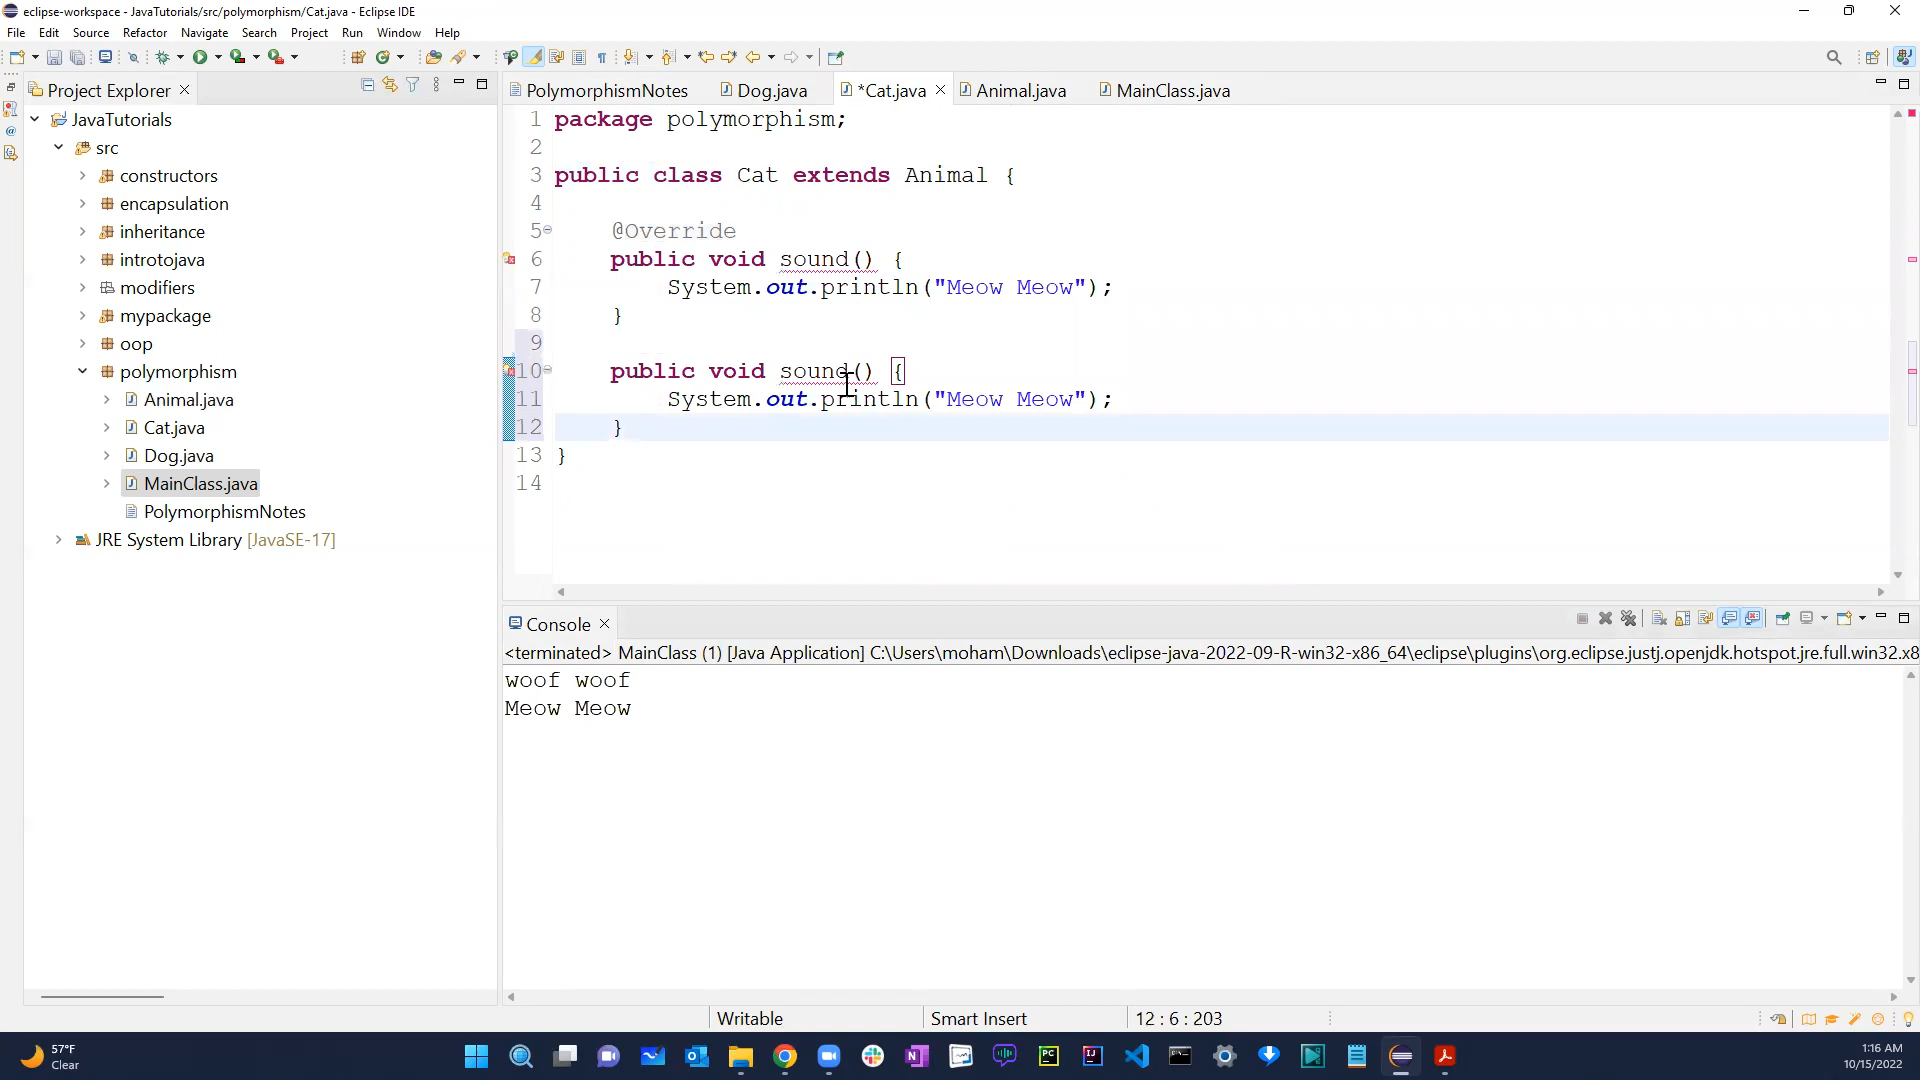 eclipse-workspace - JavaTutorials/src/polymorphism/Cat.java - Eclipse IDE
File Edit Source Refactor Navigate Search Project Run Window Help
Project Explorer
JavaTutorials
src
constructors
encapsulation
inheritance
introtojava
modifiers
mypackage
oop
polymorphism
Animal.java
Cat.java
Dog.java
MainClass.java
PolymorphismNotes
JRE System Library [JavaSE-17]
PolymorphismNotes Dog.java *Cat.java Animal.java MainClass.java
1 package polymorphism;
2
3 public class Cat extends Animal {
4
5 @Override
6 public void sound() {
7 System.out.println("Meow Meow");
8 }
9
10 public void sound() {
11 System.out.println("Meow Meow");
12 }
13 }
14
Console
<terminated> MainClass (1) [Java Application] C:\Users\moham\Downloads\eclipse-java-2022-09-R-win32-x86_64\eclipse\plugins\org.eclipse.justj.openjdk.hotspot.jre.full.win32.x8
woof woof
Meow Meow
Writable Smart Insert 12 : 6 : 203
57°F
Clear
1:16 AM
10/15/2022